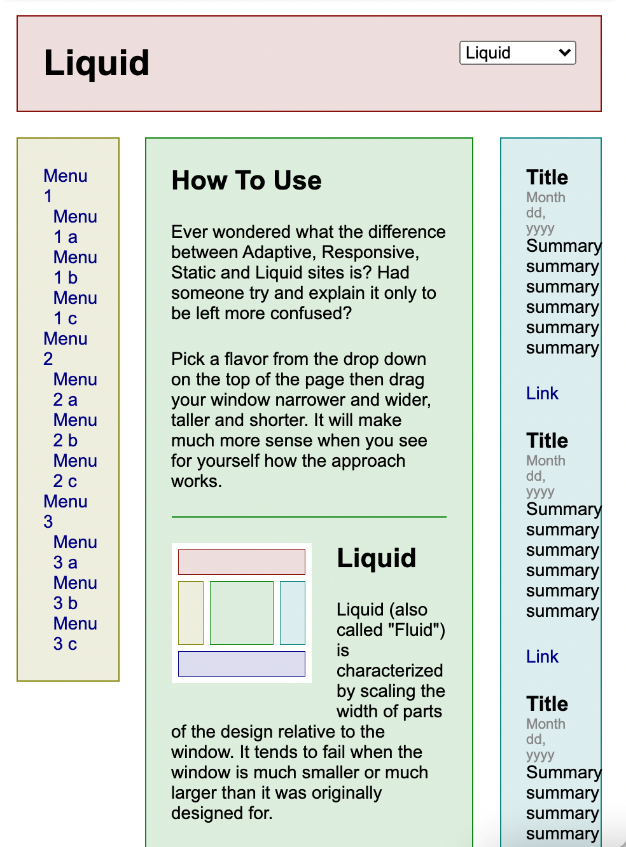 Liquid
Liquid
Menu
1
Menu
1 a
Menu
1 b
Menu
1 c
Menu
2
Menu
2 a
Menu
2 b
Menu
2 c
Menu
3
Menu
3 a
Menu
3 b
Menu
3 c
How To Use
Ever wondered what the difference
between Adaptive, Responsive,
Static and Liquid sites is? Had
someone try and explain it only to
be left more confused?
Pick a flavor from the drop down
on the top of the page then drag
your window narrower and wider,
taller and shorter. It will make
much more sense when you see
for yourself how the approach
works.
Liquid
Liquid (also
called "Fluid")
is
characterized
by scaling the
width of parts
of the design relative to the
window. It tends to fail when the
window is much smaller or much
larger than it was originally
designed for.
Title
Month
dd,
yyyy
Summary
summary
summary
summary
summary
summary
Link
Title
Month
dd,
yyyy
Summary
summary
summary
summary
summary
summary
Link
Title
Month
dd,
yyyy
Summary
summary
summary
summary